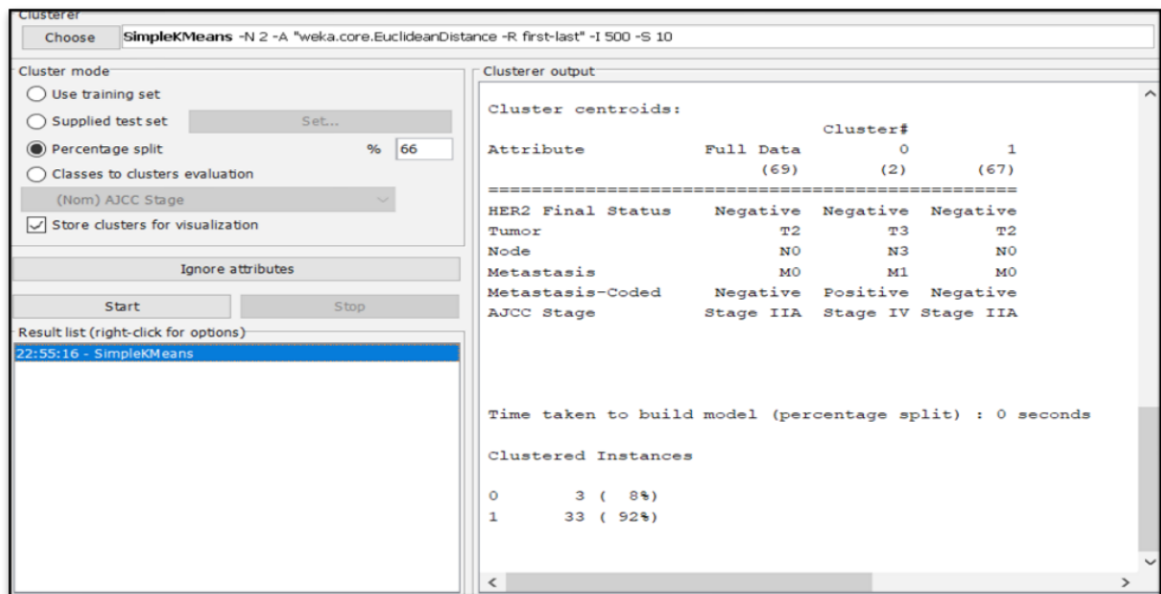 Clusterer
Choose SimpleKMeans -N 2 -A "weka.core.EuclideanDistance -R first-last" -I 500 -S 10
Cluster mode
Use training set
Supplied test set Set...
Percentage split % 66
Classes to clusters evaluation
(Nom) AJCC Stage
Store clusters for visualization
Ignore attributes
Start Stop
Result list (right-click for options)
22:55:16 - SimpleKMeans
Clusterer output
Cluster centroids:
Cluster#
Attribute Full Data 0 1
(69) (2) (67)
==================================================
HER2 Final Status Negative Negative Negative
Tumor T2 T3 T2
Node N0 N3 N0
Metastasis M0 M1 M0
Metastasis-Coded Negative Positive Negative
AJCC Stage Stage IIA Stage IV Stage IIA
Time taken to build model (percentage split) : 0 seconds
Clustered Instances
0 3 ( 8%)
1 33 ( 92%)